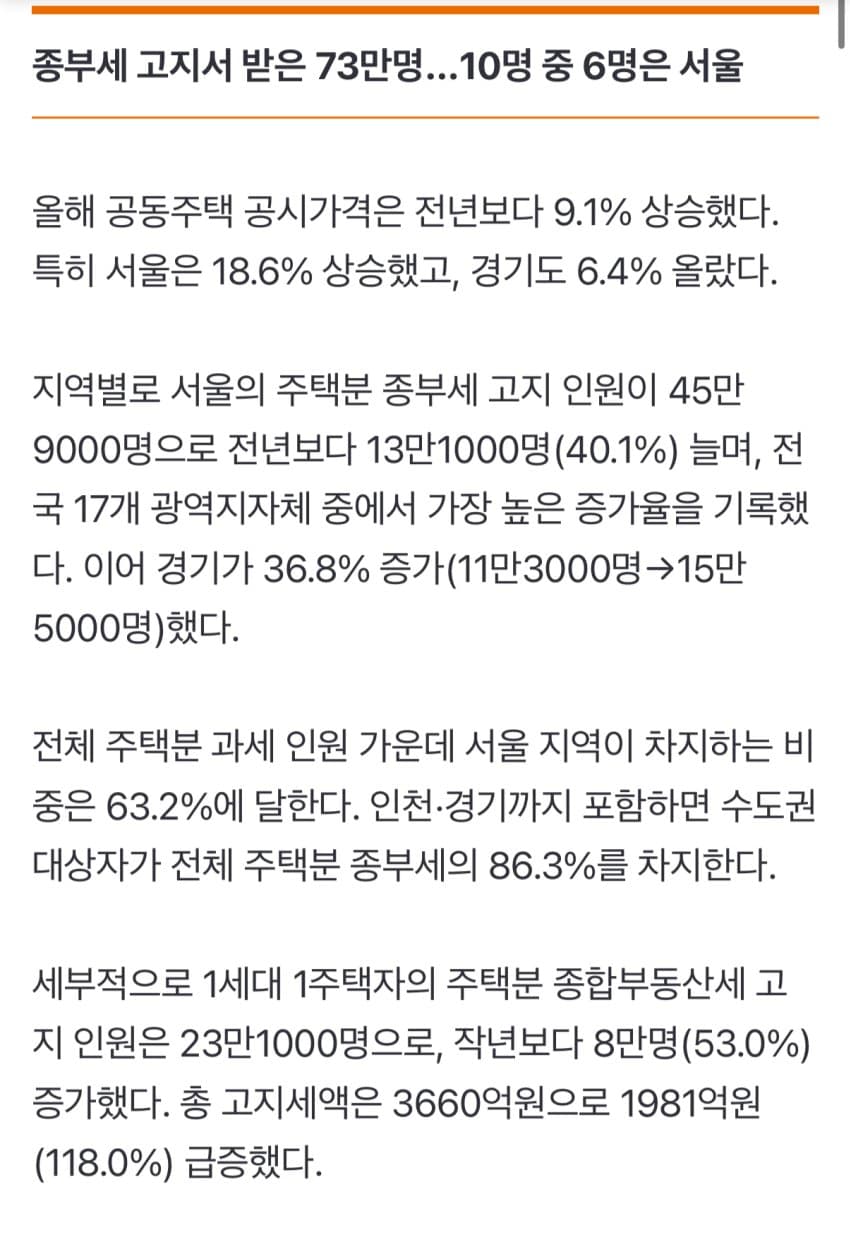 종부세 고지서 받은 73만명...10명 중 6명은 서울
올해 공동주택 공시가격은 전년보다 9.1% 상승했다.
특히 서울은 18.6% 상승했고, 경기도 6.4% 올랐다.
지역별로 서울의 주택분 종부세 고지 인원이 45만
9000명으로 전년보다 13만1000명(40.1%) 늘며, 전
국 17개 광역지자체 중에서 가장 높은 증가율을 기록했
다. 이어 경기가 36.8% 증가(11만3000명→15만
5000명)했다.
전체 주택분 과세 인원 가운데 서울 지역이 차지하는 비
중은 63.2%에 달한다. 인천·경기까지 포함하면 수도권
대상자가 전체 주택분 종부세의 86.3%를 차지한다.
세부적으로 1세대 1주택자의 주택분 종합부동산세 고
지 인원은 23만1000명으로, 작년보다 8만명(53.0%)
증가했다. 총 고지세액은 3660억원으로 1981억원
(118.0%) 급증했다.